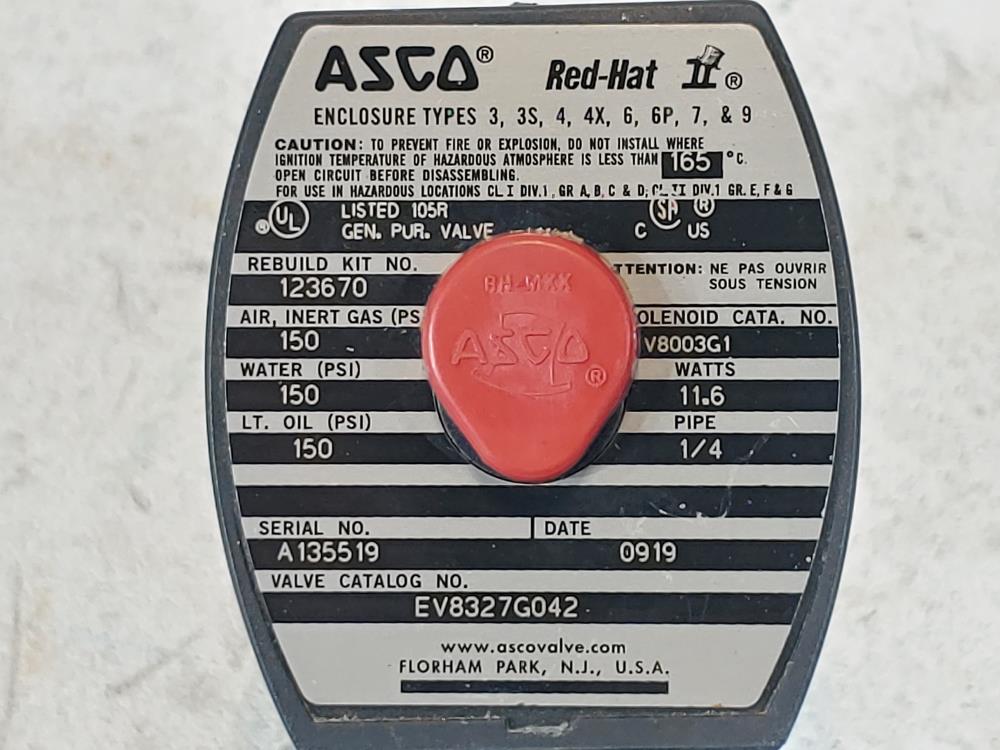 ASCO® Red-Hat II®
ENCLOSURE TYPES 3, 3S, 4, 4X, 6, 6P, 7, & 9
CAUTION: TO PREVENT FIRE OR EXPLOSION, DO NOT INSTALL WHERE
IGNITION TEMPERATURE OF HAZARDOUS ATMOSPHERE IS LESS THAN 165 °C.
OPEN CIRCUIT BEFORE DISASSEMBLING.
FOR USE IN HAZARDOUS LOCATIONS CL. I DIV.1, GR A, B, C & D; CL. II DIV.1 GR. E, F & G
UL® LISTED 105R
GEN. PUR. VALVE
C SA® US
REBUILD KIT NO.
123670
TTENTION: NE PAS OUVRIR
SOUS TENSION
AIR, INERT GAS (PS
150
OLENOID CATA. NO.
V8003G1
WATER (PSI)
150
WATTS
11.6
LT. OIL (PSI)
150
PIPE
1/4
ASCO®
SERIAL NO. DATE
A135519 0919
VALVE CATALOG NO.
EV8327G042
www.ascovalve.com
FLORHAM PARK, N.J., U.S.A.